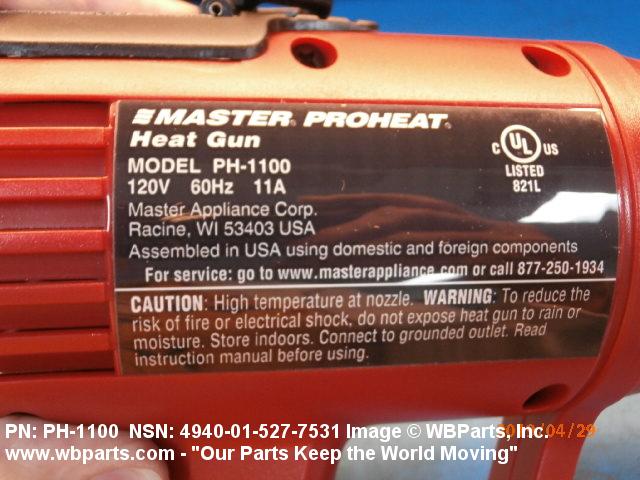 MASTER PROHEAT
Heat Gun
MODEL PH-1100
120V 60Hz 11A
Master Appliance Corp.
Racine, WI 53403 USA
Assembled in USA using domestic and foreign components
For service: go to www.masterappliance.com or call 877-250-1934
C UL US
LISTED
821L
CAUTION: High temperature at nozzle. WARNING: To reduce the
risk of fire or electrical shock, do not expose heat gun to rain or
moisture. Store indoors. Connect to grounded outlet. Read
instruction manual before using.
PN: PH-1100 NSN: 4940-01-527-7531 Image © WBParts, Inc.
www.wbparts.com - "Our Parts Keep the World Moving"